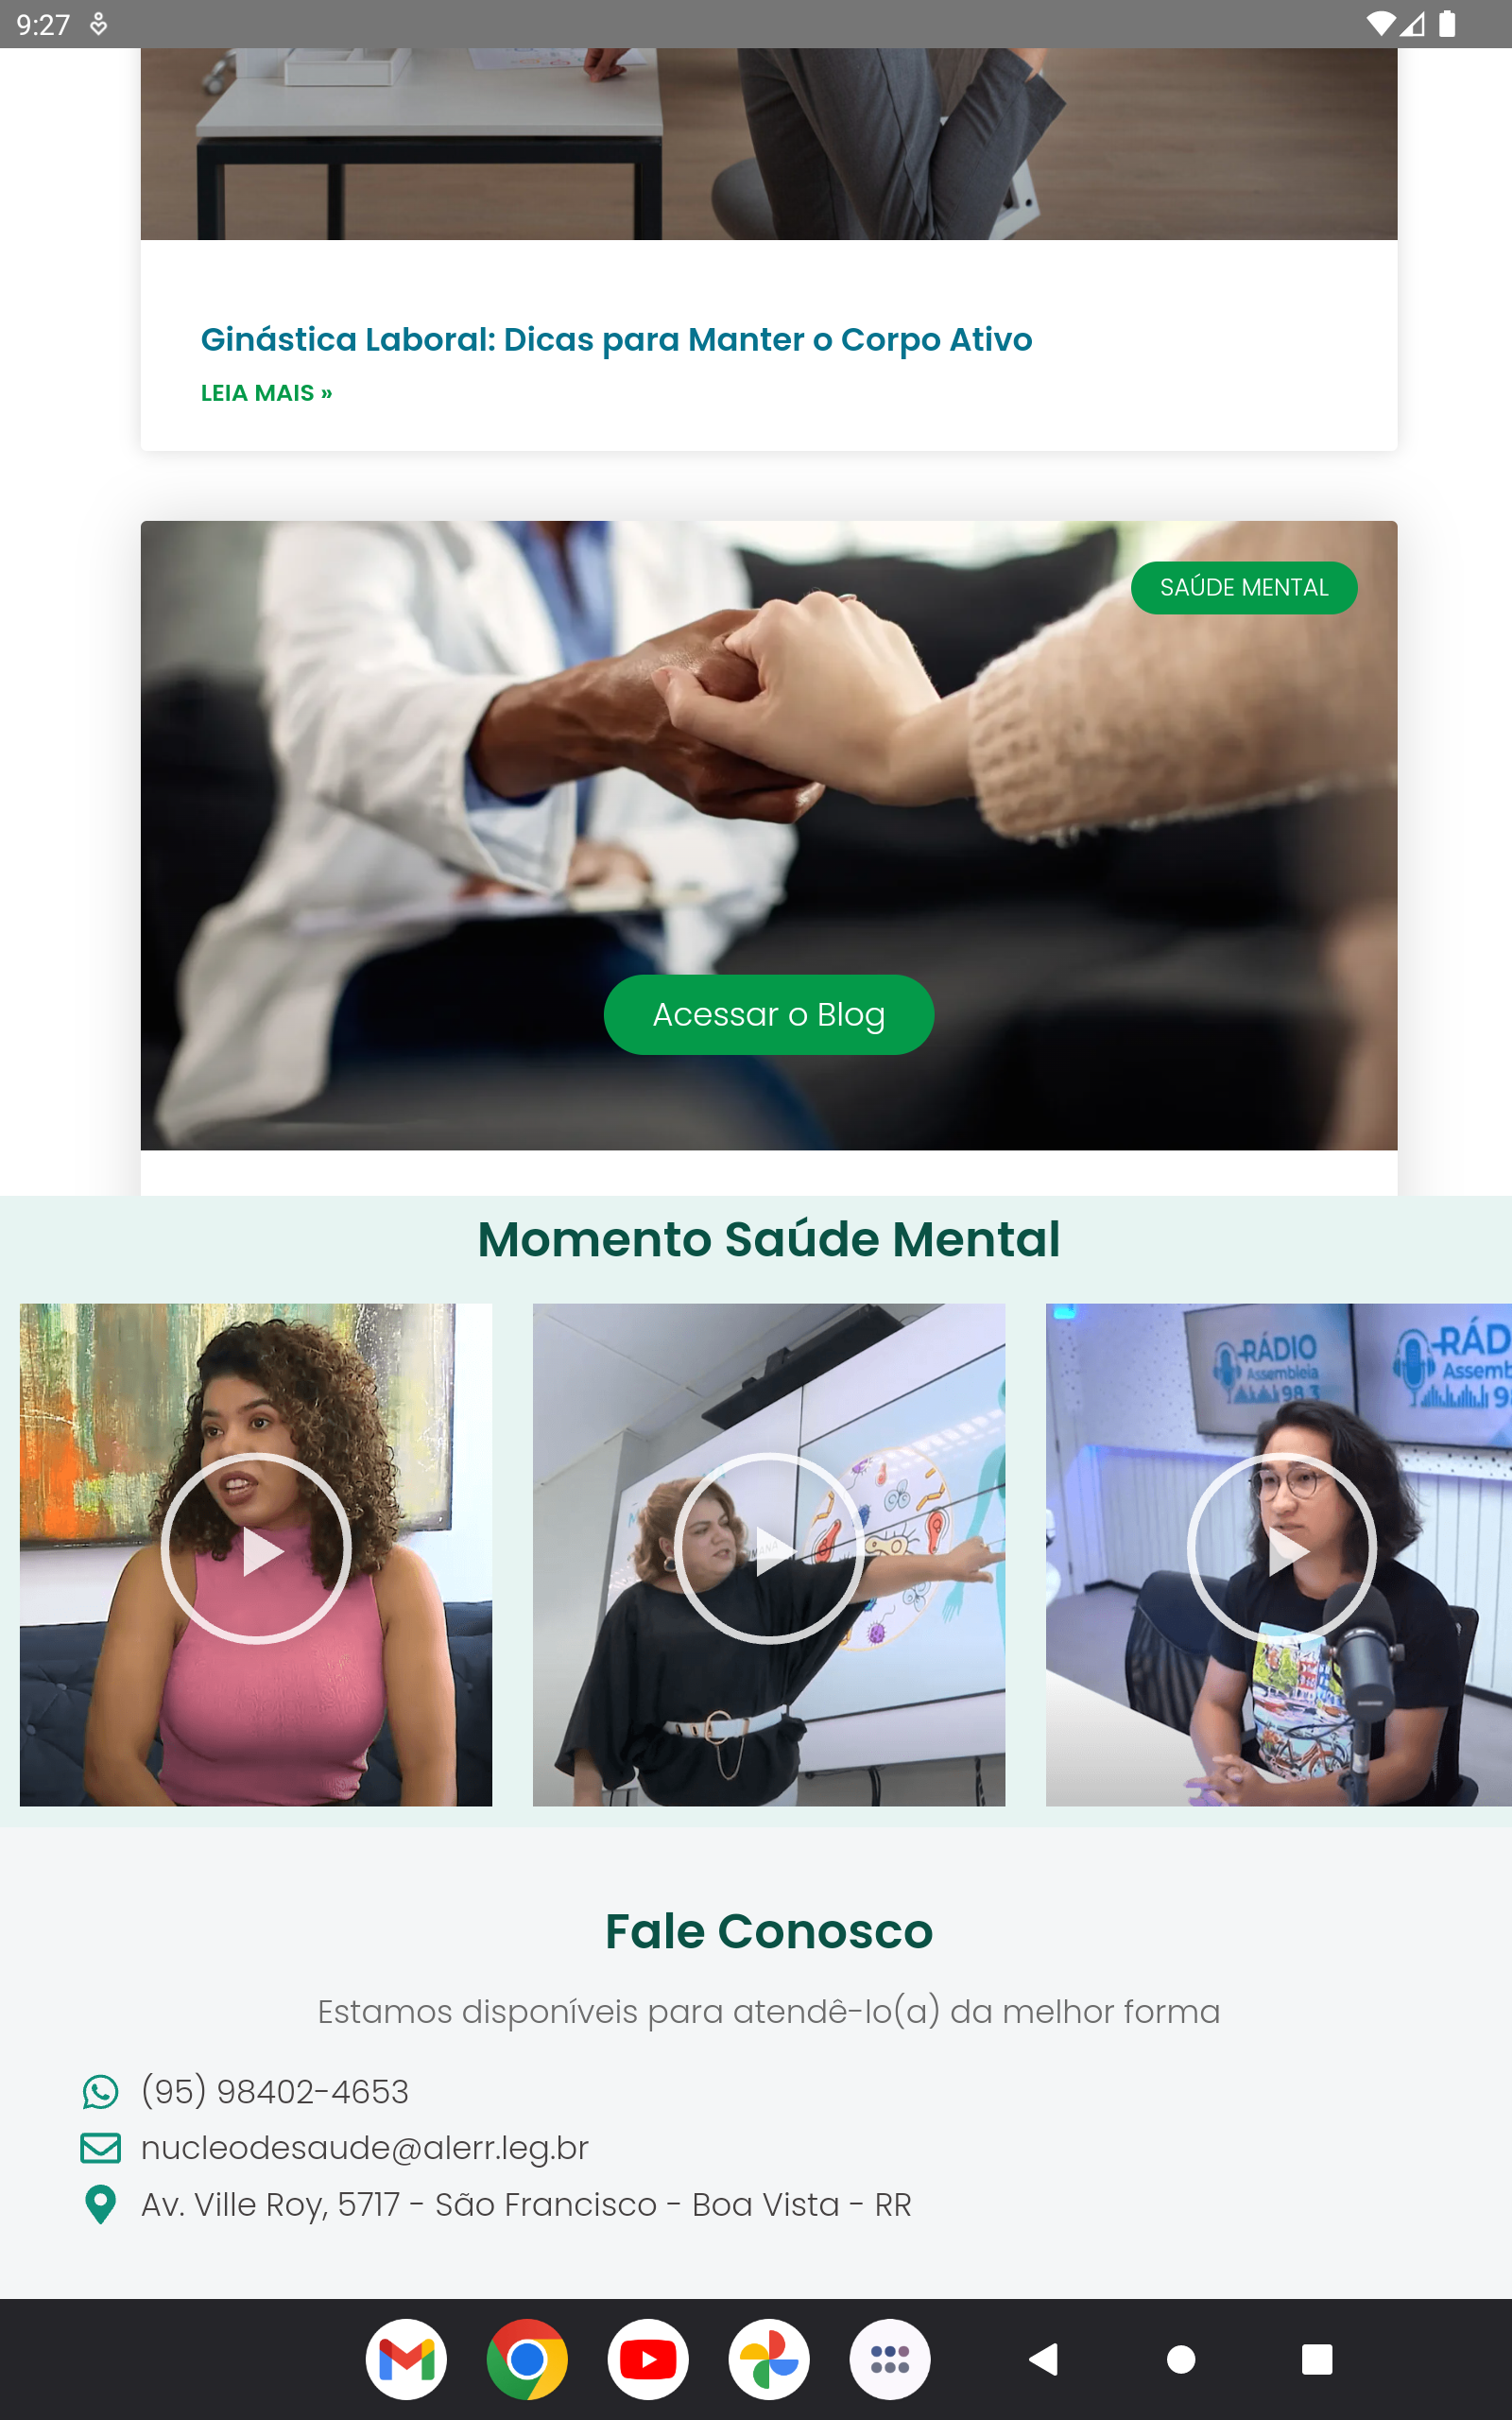 9:27
Ginástica Laboral: Dicas para Manter o Corpo Ativo
LEIA MAIS »
SAÚDE MENTAL
Acessar o Blog
Momento Saúde Mental
RÁDIO
Assembleia
98.3
RÁD
Assemb
Fale Conosco
Estamos disponíveis para atendê-lo(a) da melhor forma
(95) 98402-4653
nucleodesaude@alerr.leg.br
Av. Ville Roy, 5717 - São Francisco - Boa Vista - RR